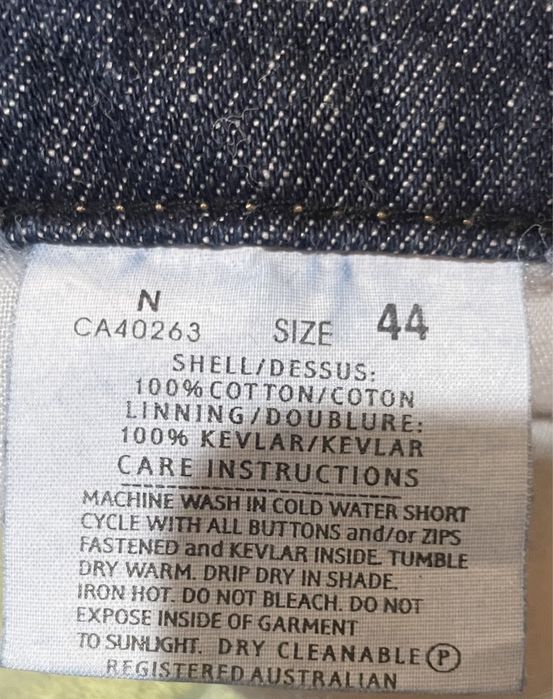 N
CA40263 SIZE 44
SHELL/DESSUS:
100% COTTON/COTON
LINNING/DOUBLURE:
100% KEVLAR/KEVLAR
CARE INSTRUCTIONS
MACHINE WASH IN COLD WATER SHORT
CYCLE WITH ALL BUTTONS and/or ZIPS
FASTENED and KEVLAR INSIDE. TUMBLE
DRY WARM. DRIP DRY IN SHADE.
IRON HOT. DO NOT BLEACH. DO NOT
EXPOSE INSIDE OF GARMENT
TO SUNLIGHT. DRY CLEANABLE Ⓟ
REGISTERED AUSTRALIAN